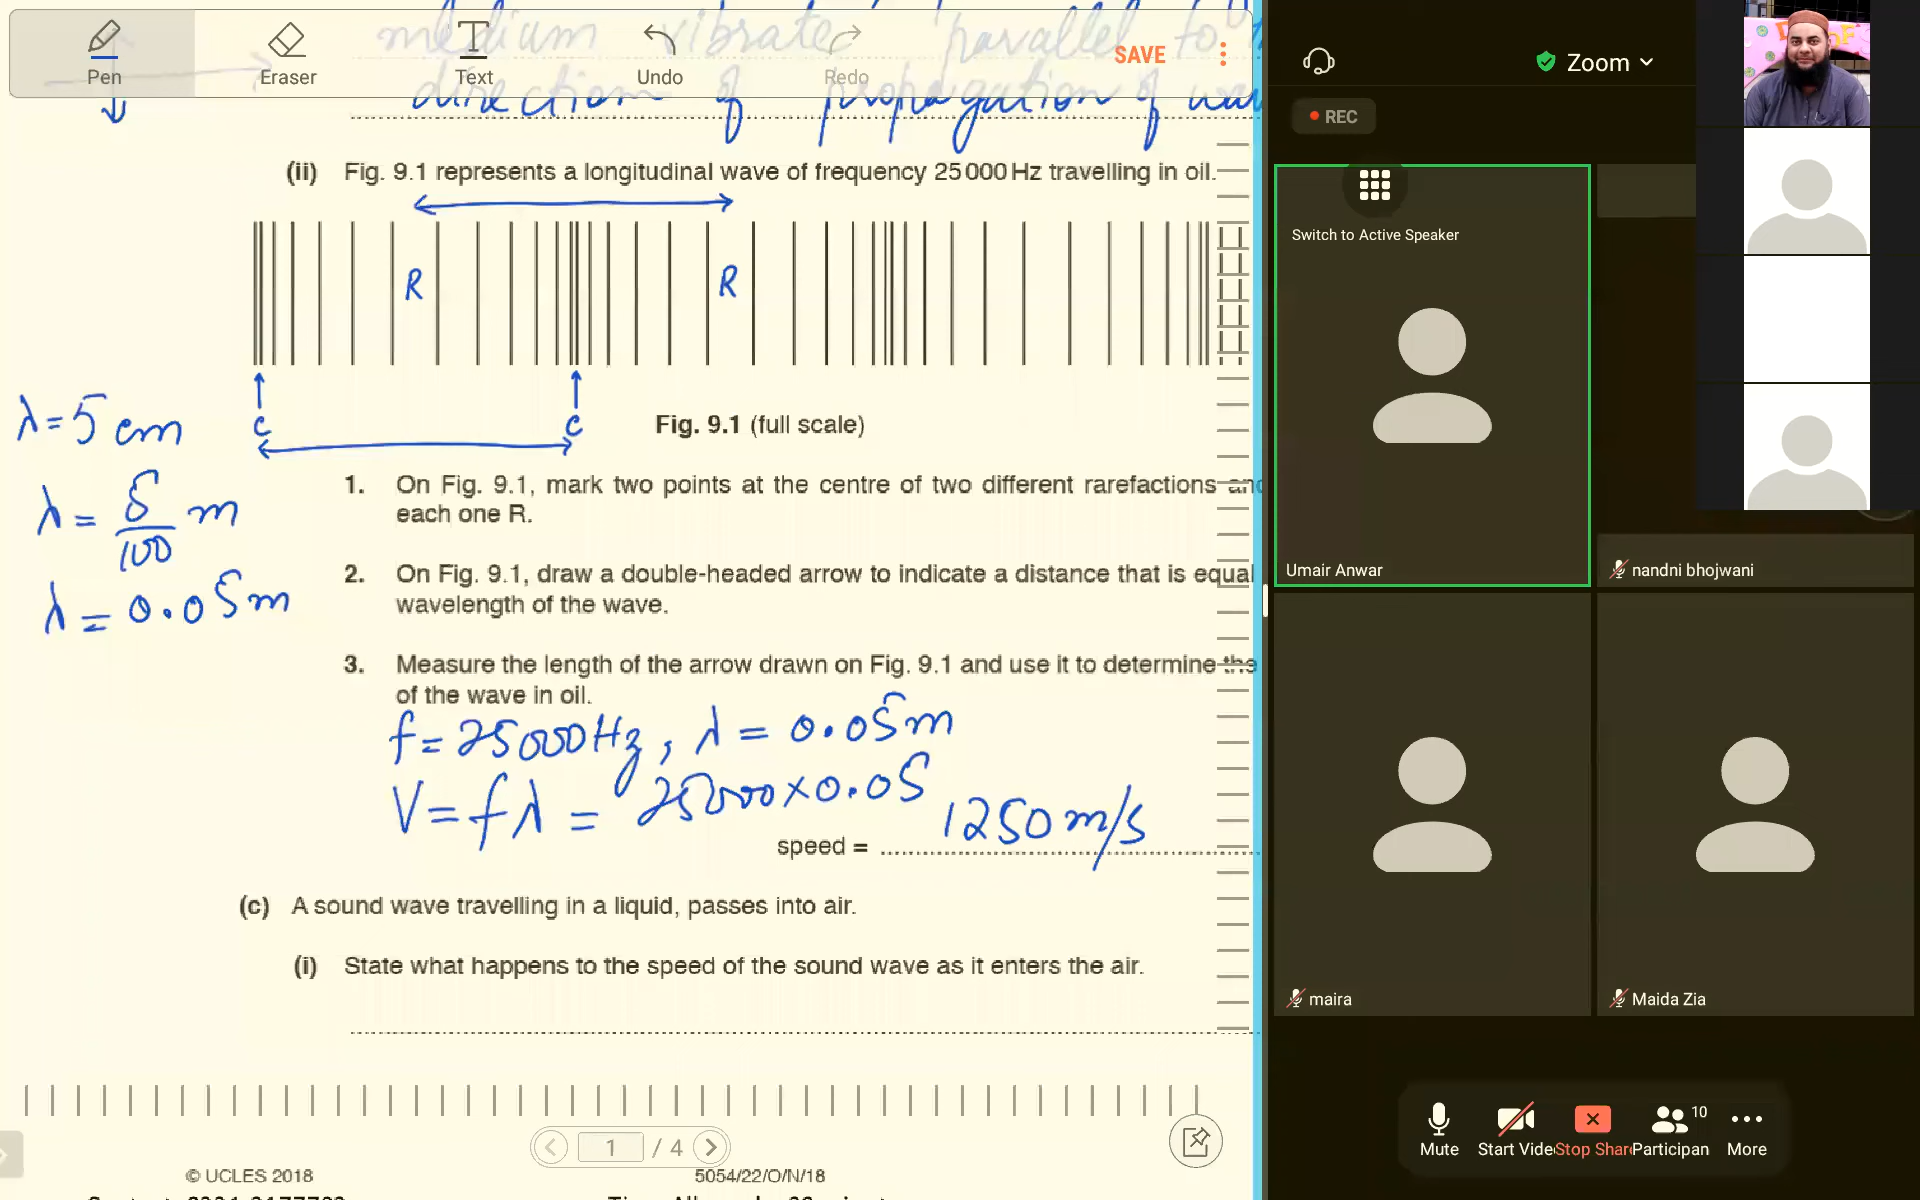 medium vibrate parallel to
Pen
Eraser
Text
Undo
Redo
SAVE
direction of propagation of
(ii) Fig. 9.1 represents a longitudinal wave of frequency 25 000 Hz travelling in oil.
R R
C C
Fig. 9.1 (full scale)
λ = 5 cm
λ = 5/100 m
λ = 0.05 m
1. On Fig. 9.1, mark two points at the centre of two different rarefactions and
each one R.
2. On Fig. 9.1, draw a double-headed arrow to indicate a distance that is equal
wavelength of the wave.
3. Measure the length of the arrow drawn on Fig. 9.1 and use it to determine the
of the wave in oil.
f = 25000 Hz, λ = 0.05 m
V = fλ = 25000 × 0.05
speed = 1250 m/s
(c) A sound wave travelling in a liquid, passes into air.
(i) State what happens to the speed of the sound wave as it enters the air.
1 / 4
© UCLES 2018
5054/22/O/N/18
Zoom
REC
Switch to Active Speaker
Umair Anwar
nandni bhojwani
maira
Maida Zia
10
Mute
Start Vide
Stop Shar
Participan
More